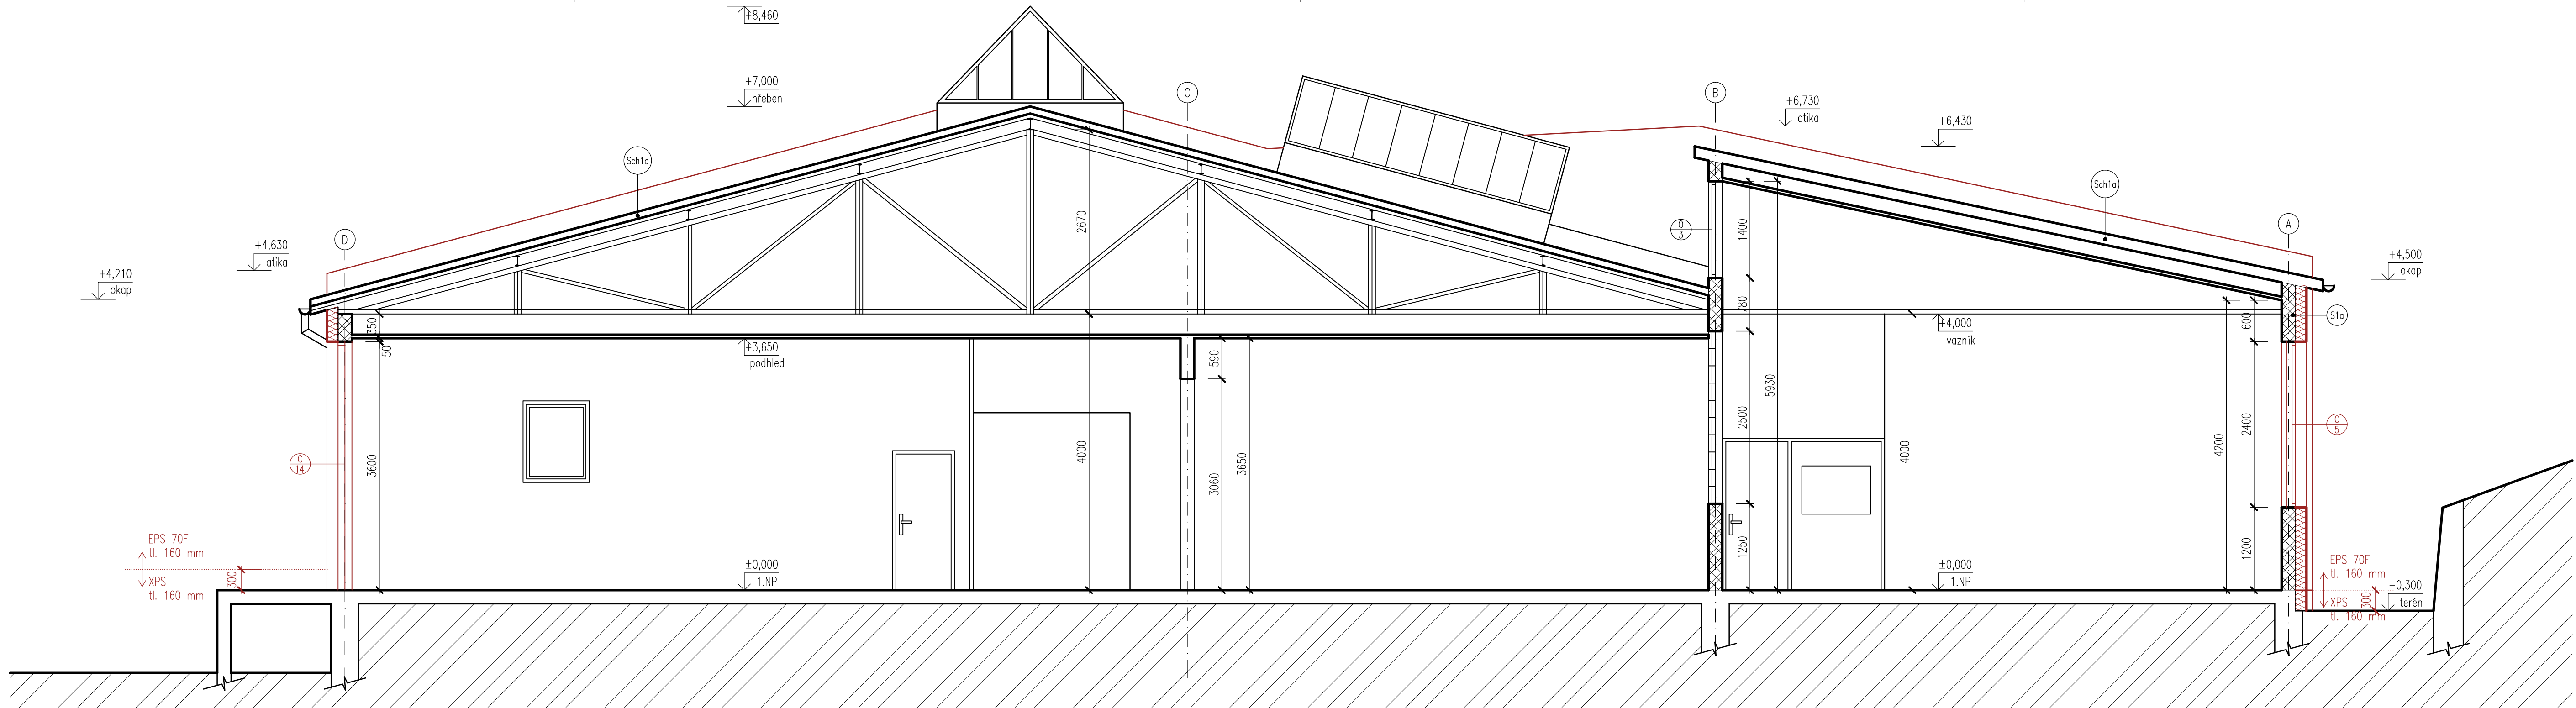 +8,460
+7,000
hřeben
C
B
+6,730
atika
+6,430
Sch1a
Sch1a
D
A
+4,630
atika
+4,210
okap
O
3
+4,500
okap
2670
1400
780
350
50
+3,650
podhled
590
+4,000
vazník
600
S1a
5930
2500
4000
3600
3060
3650
4000
4200
2400
C
14
C
5
1250
1200
EPS 70F
tl. 160 mm
XPS
tl. 160 mm
300
±0,000
1.NP
±0,000
1.NP
EPS 70F
tl. 160 mm
XPS
tl. 160 mm
300
-0,300
terén